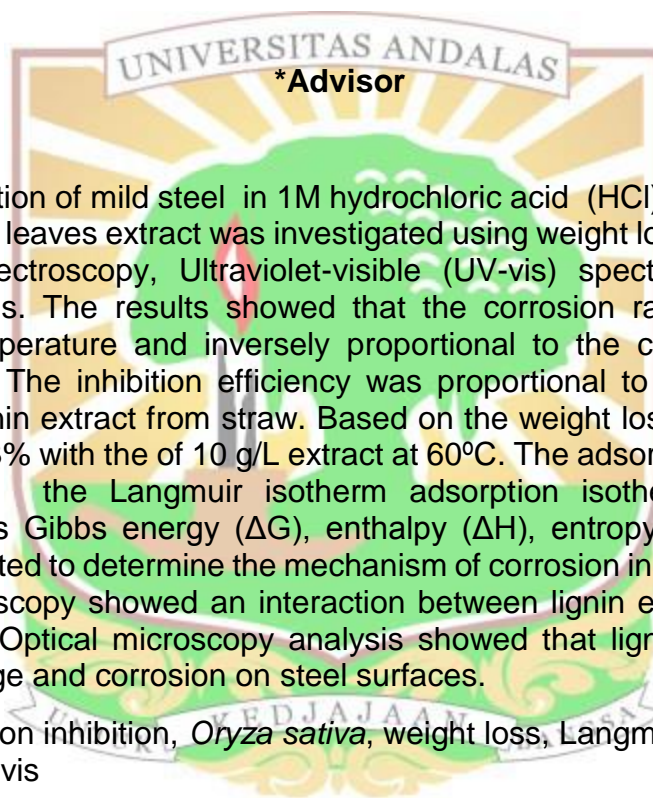 UNIVERSITAS ANDALAS
*Advisor
tion of mild steel in 1M hydrochloric acid (HCl)
leaves extract was investigated using weight lo
ectroscopy, Ultraviolet-visible (UV-vis) spect
s. The results showed that the corrosion ra
perature and inversely proportional to the c
The inhibition efficiency was proportional to
nin extract from straw. Based on the weight los
% with the of 10 g/L extract at 60ºC. The adsor
the Langmuir isotherm adsorption isothe
s Gibbs energy (ΔG), enthalpy (ΔH), entropy
ted to determine the mechanism of corrosion in
scopy showed an interaction between lignin e
Optical microscopy analysis showed that lign
ge and corrosion on steel surfaces.
UNTUK KEDJAJAAN BANGSA
on inhibition, Oryza sativa, weight loss, Langm
vis